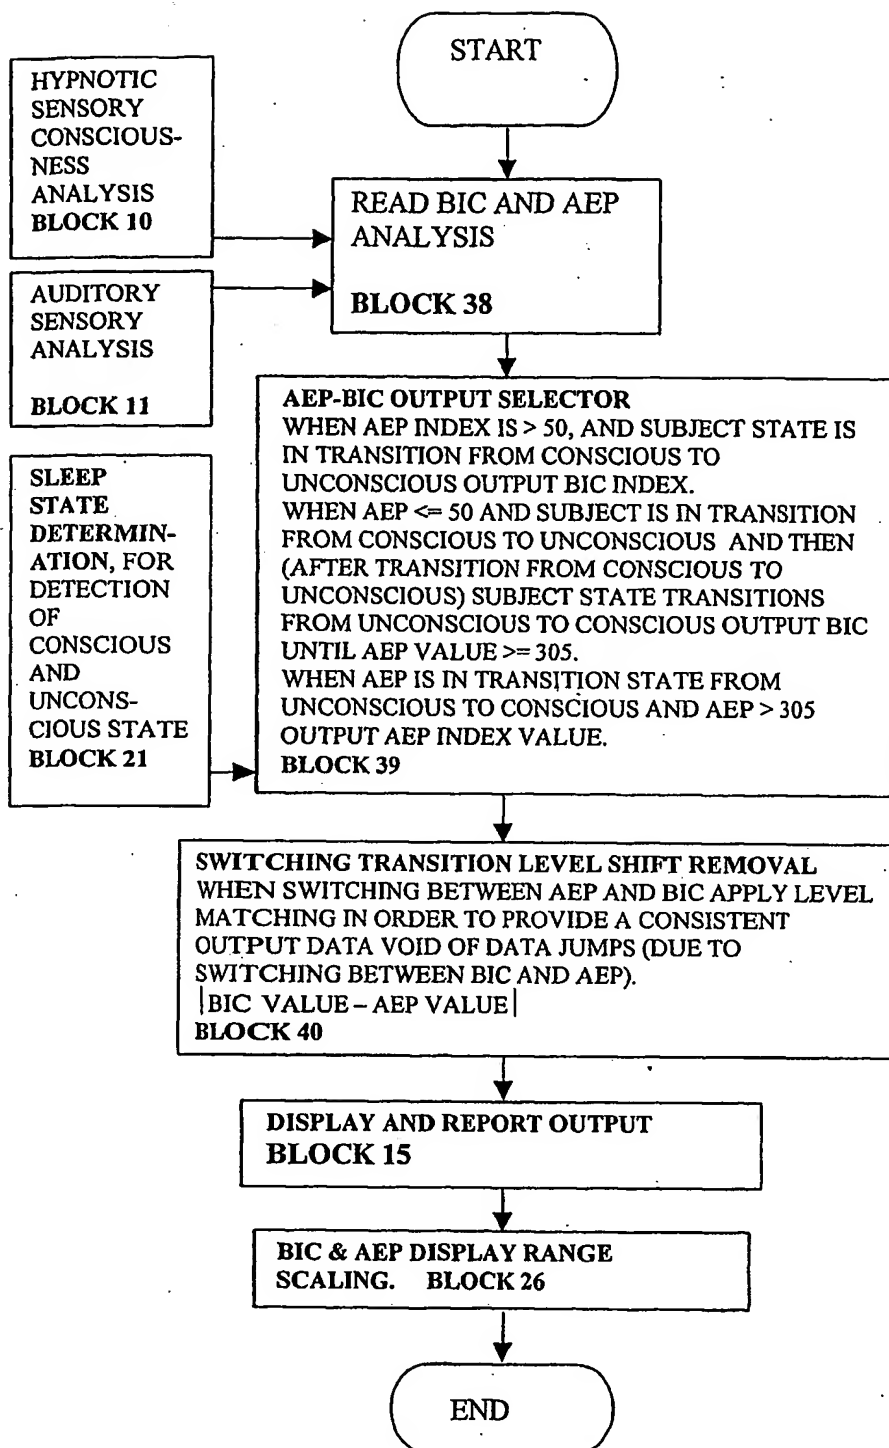 START
HYPNOTIC
SENSORY
CONSCIOUS-
NESS
ANALYSIS
BLOCK 10
READ BIC AND AEP
ANALYSIS
BLOCK 38
AUDITORY
SENSORY
ANALYSIS
BLOCK 11
AEP-BIC OUTPUT SELECTOR
WHEN AEP INDEX IS > 50, AND SUBJECT STATE IS
IN TRANSITION FROM CONSCIOUS TO
UNCONSCIOUS OUTPUT BIC INDEX.
WHEN AEP <= 50 AND SUBJECT IS IN TRANSITION
FROM CONSCIOUS TO UNCONSCIOUS AND THEN
(AFTER TRANSITION FROM CONSCIOUS TO
UNCONSCIOUS) SUBJECT STATE TRANSITIONS
FROM UNCONSCIOUS TO CONSCIOUS OUTPUT BIC
UNTIL AEP VALUE >= 305.
WHEN AEP IS IN TRANSITION STATE FROM
UNCONSCIOUS TO CONSCIOUS AND AEP > 305
OUTPUT AEP INDEX VALUE.
BLOCK 39
SLEEP
STATE
DETERMIN-
ATION, FOR
DETECTION
OF
CONSCIOUS
AND
UNCONS-
CIOUS STATE
BLOCK 21
SWITCHING TRANSITION LEVEL SHIFT REMOVAL
WHEN SWITCHING BETWEEN AEP AND BIC APPLY LEVEL
MATCHING IN ORDER TO PROVIDE A CONSISTENT
OUTPUT DATA VOID OF DATA JUMPS (DUE TO
SWITCHING BETWEEN BIC AND AEP).
|BIC VALUE – AEP VALUE|
BLOCK 40
DISPLAY AND REPORT OUTPUT
BLOCK 15
BIC & AEP DISPLAY RANGE
SCALING. BLOCK 26
END